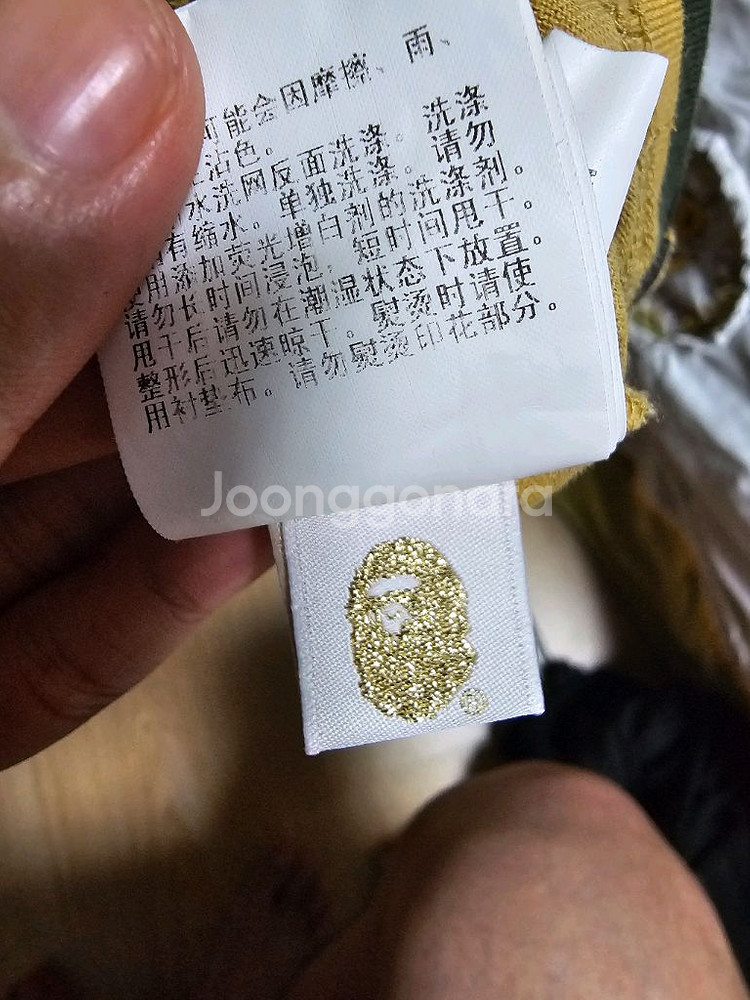 可能会因摩擦、雨、
沾色。
水洗网反面洗涤。洗涤
有缩水。单独洗涤。请勿
用添加荧光增白剂的洗涤剂。
请勿长时间浸泡，短时间甩干。
甩干后请勿在潮湿状态下放置。
整形后迅速晾干。熨烫时请使
用衬垫布。请勿熨烫印花部分。
Joonggonara